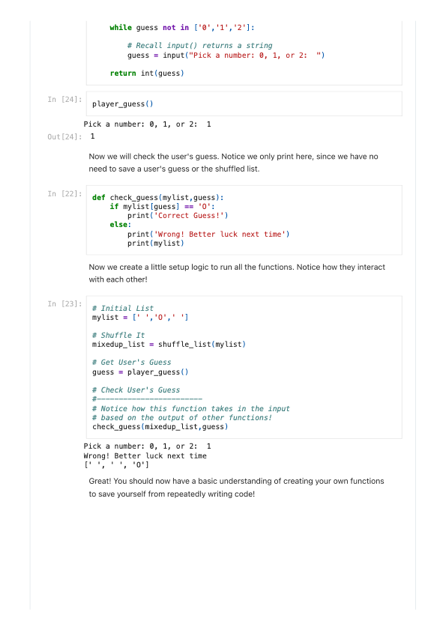 while guess not in ['0','1','2']:
# Recall input() returns a string
guess = input("Pick a number: 0, 1, or 2:  ")
return int(guess)
In [24]:
player_guess()
Pick a number: 0, 1, or 2:  1
Out[24]: 1
Now we will check the user's guess. Notice we only print here, since we have no
need to save a user's guess or the shuffled list.
In [22]:
def check_guess(mylist,guess):
if mylist[guess] == 'O':
print('Correct Guess!')
else:
print('Wrong! Better luck next time')
print(mylist)
Now we create a little setup logic to run all the functions. Notice how they interact
with each other!
In [23]:
# Initial List
mylist = [' ','O',' ']
# Shuffle It
mixedup_list = shuffle_list(mylist)
# Get User's Guess
guess = player_guess()
# Check User's Guess
#------------------------
# Notice how this function takes in the input
# based on the output of other functions!
check_guess(mixedup_list,guess)
Pick a number: 0, 1, or 2:  1
Wrong! Better luck next time
[' ', ' ', 'O']
Great! You should now have a basic understanding of creating your own functions
to save yourself from repeatedly writing code!